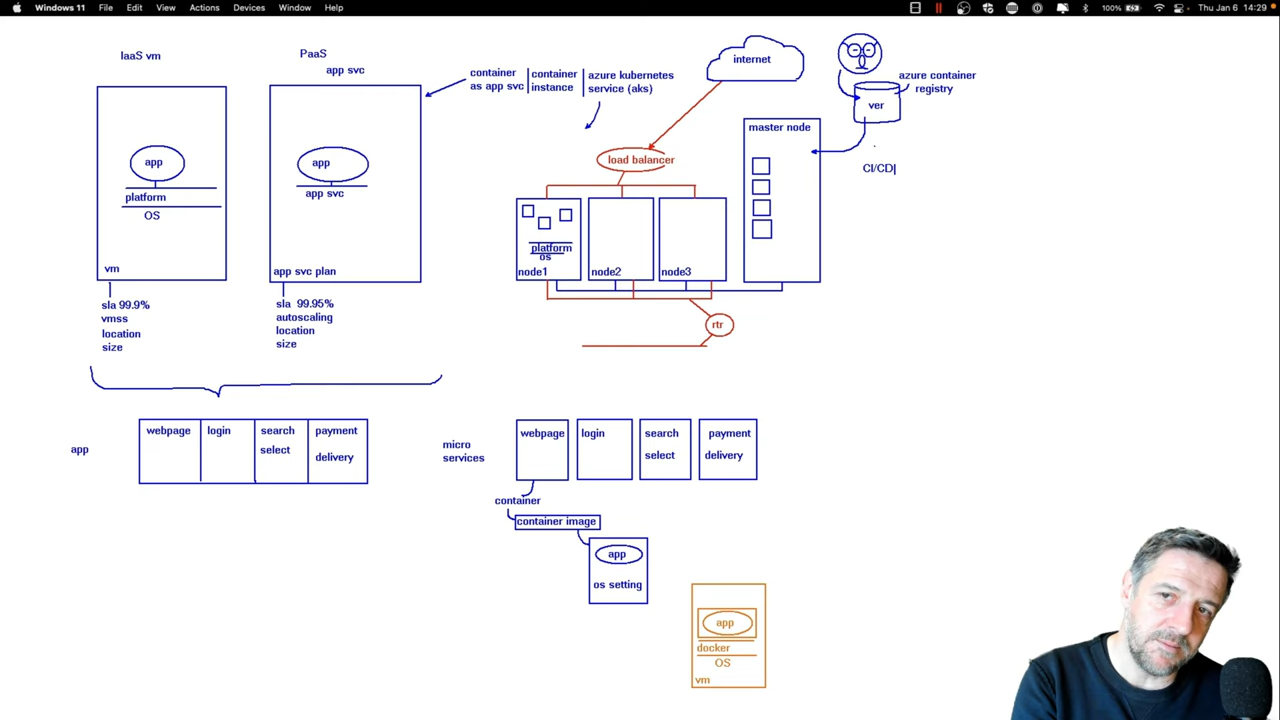 Windows 11 File Edit View Actions Devices Window Help 100% Thu Jan 6 14:29
IaaS vm
PaaS
app svc
container
as app svc
container
instance
azure kubernetes
service (aks)
internet
azure container
registry
ver
master node
load balancer
CI/CD
app
platform
OS
vm
app
app svc
app svc plan
platform
os
node1
node2
node3
sla 99.9%
vmss
location
size
sla 99.95%
autoscaling
location
size
rtr
app
webpage
login
search
select
payment
delivery
micro
services
webpage
login
search
select
payment
delivery
container
container image
app
os setting
app
docker
OS
vm